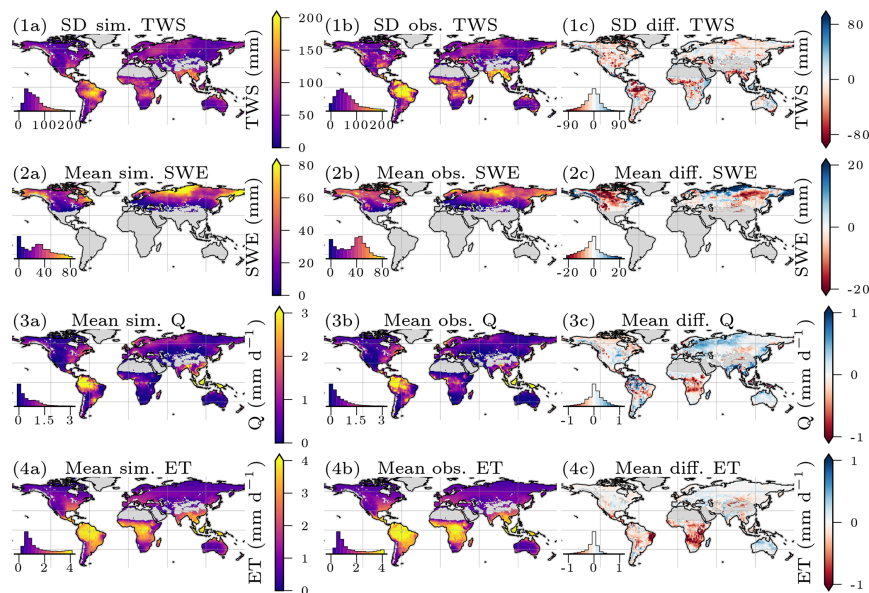 (1a) SD sim. TWS
200
150
100
50
0
TWS (mm)
0 100200
(1b) SD obs. TWS
0 100200
(1c) SD diff. TWS
80
0
-80
TWS (mm)
-90 0 90
(2a) Mean sim. SWE
80
60
40
20
0
SWE (mm)
0 40 80
(2b) Mean obs. SWE
0 40 80
(2c) Mean diff. SWE
20
0
-20
SWE (mm)
-20 0 20
(3a) Mean sim. Q
3
2
1
0
Q (mm d⁻¹)
0 1.5 3
(3b) Mean obs. Q
0 1.5 3
(3c) Mean diff. Q
1
0
-1
Q (mm d⁻¹)
-1 0 1
(4a) Mean sim. ET
4
3
2
1
0
ET (mm d⁻¹)
0 2 4
(4b) Mean obs. ET
0 2 4
(4c) Mean diff. ET
1
0
-1
ET (mm d⁻¹)
-1 0 1